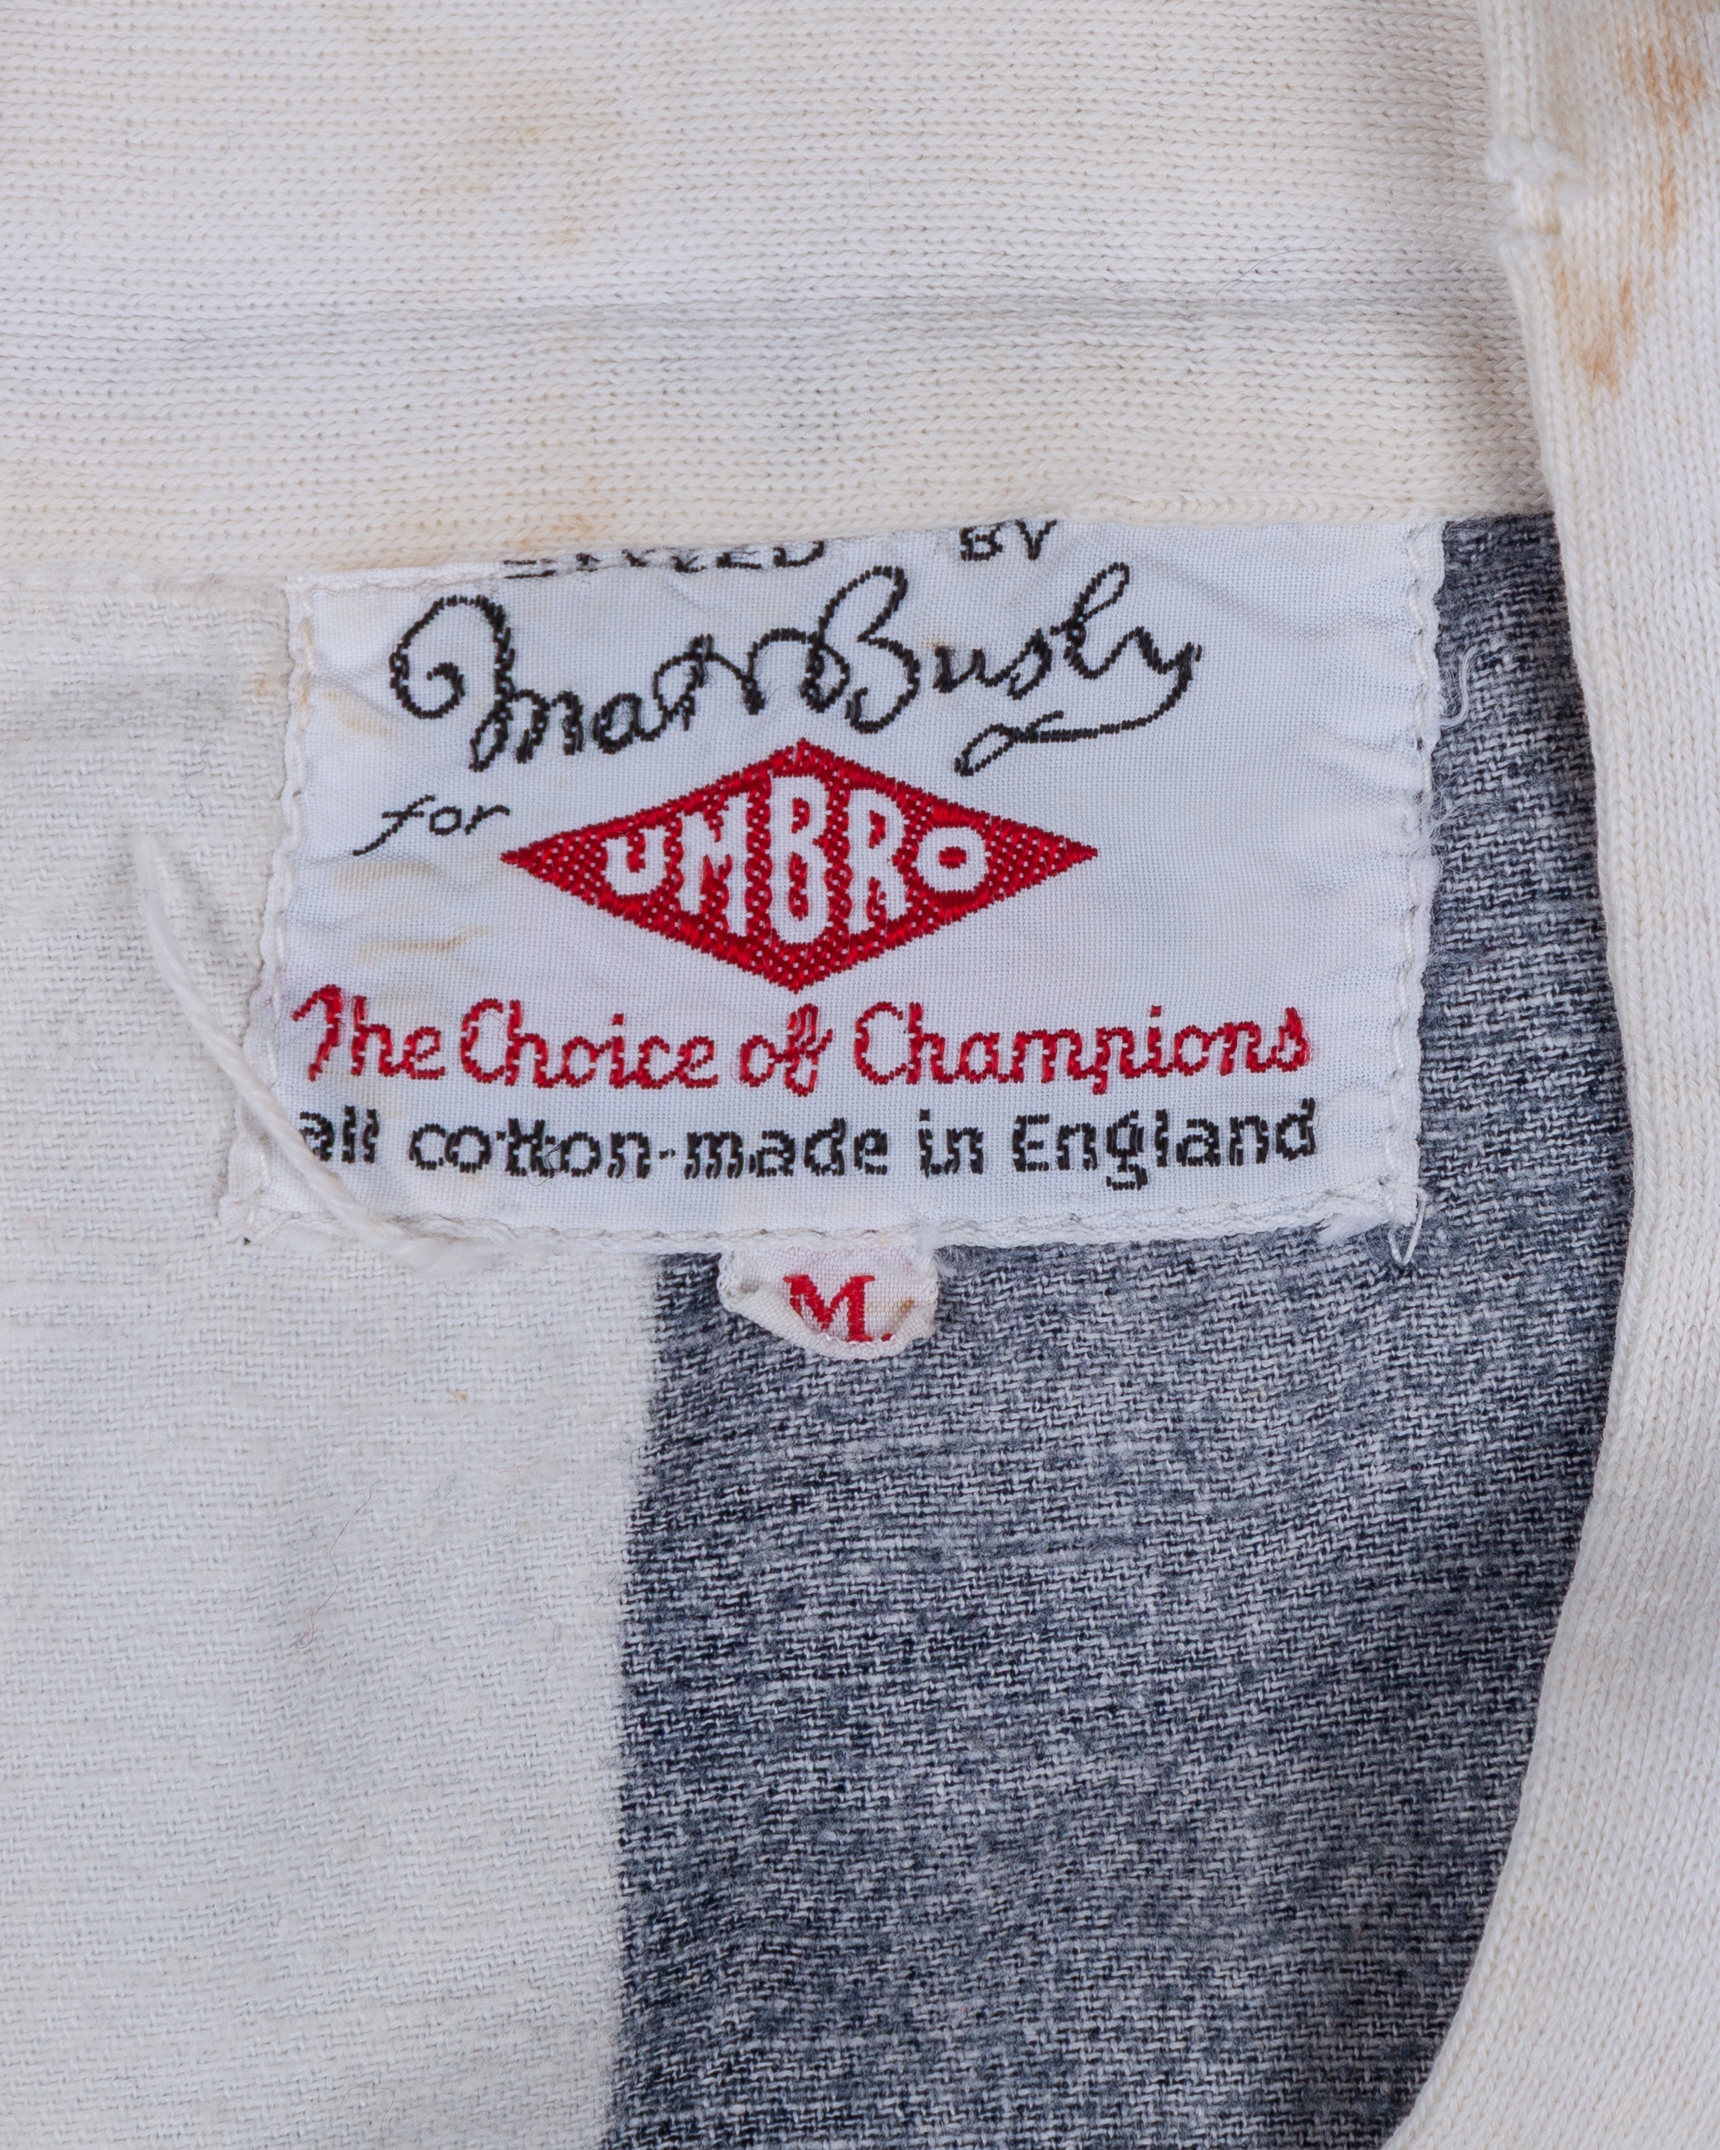 STYLED BY
Matt Busby
for UMBRO
The Choice of Champions
all cotton-made in England
M.